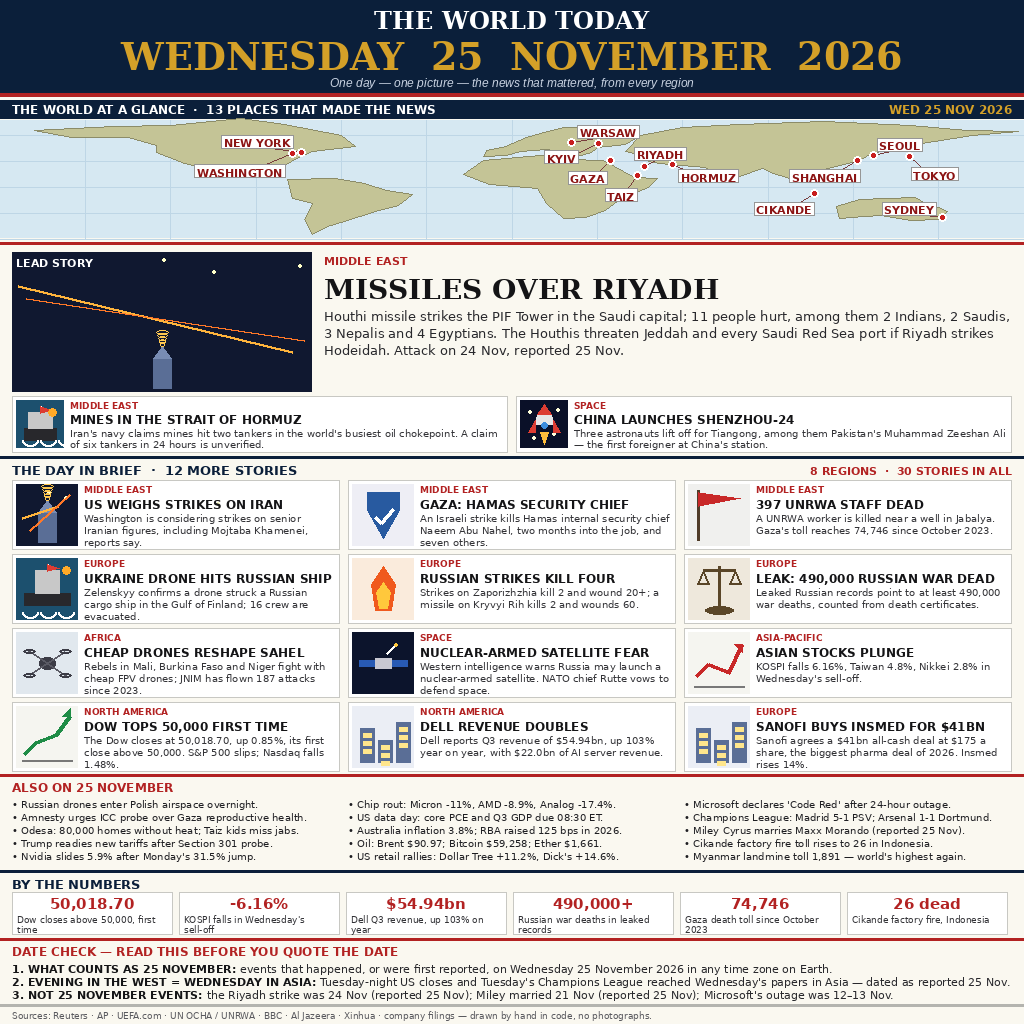 THE WORLD TODAY
WEDNESDAY 25 NOVEMBER 2026
One day — one picture — the news that mattered, from every region
THE WORLD AT A GLANCE · 13 PLACES THAT MADE THE NEWS
WED 25 NOV 2026
NEW YORK
WASHINGTON
WARSAW
KYIV
GAZA
RIYADH
TAIZ
HORMUZ
SEOUL
SHANGHAI
TOKYO
CIKANDE
SYDNEY
LEAD STORY
MIDDLE EAST
MISSILES OVER RIYADH
Houthi missile strikes the PIF Tower in the Saudi capital; 11 people hurt, among them 2 Indians, 2 Saudis,
3 Nepalis and 4 Egyptians. The Houthis threaten Jeddah and every Saudi Red Sea port if Riyadh strikes
Hodeidah. Attack on 24 Nov, reported 25 Nov.
MIDDLE EAST
MINES IN THE STRAIT OF HORMUZ
Iran's navy claims mines hit two tankers in the world's busiest oil chokepoint. A claim
of six tankers in 24 hours is unverified.
SPACE
CHINA LAUNCHES SHENZHOU-24
Three astronauts lift off for Tiangong, among them Pakistan's Muhammad Zeeshan Ali
— the first foreigner at China's station.
THE DAY IN BRIEF · 12 MORE STORIES
8 REGIONS · 30 STORIES IN ALL
MIDDLE EAST
US WEIGHS STRIKES ON IRAN
Washington is considering strikes on senior
Iranian figures, including Mojtaba Khamenei,
reports say.
MIDDLE EAST
GAZA: HAMAS SECURITY CHIEF
An Israeli strike kills Hamas internal security chief
Naeem Abu Nahel, two months into the job, and
seven others.
MIDDLE EAST
397 UNRWA STAFF DEAD
A UNRWA worker is killed near a well in Jabalya.
Gaza's toll reaches 74,746 since October 2023.
EUROPE
UKRAINE DRONE HITS RUSSIAN SHIP
Zelenskyy confirms a drone struck a Russian
cargo ship in the Gulf of Finland; 16 crew are
evacuated.
EUROPE
RUSSIAN STRIKES KILL FOUR
Strikes on Zaporizhzhia kill 2 and wound 20+; a
missile on Kryvyi Rih kills 2 and wounds 60.
EUROPE
LEAK: 490,000 RUSSIAN WAR DEAD
Leaked Russian records point to at least 490,000
war deaths, counted from death certificates.
AFRICA
CHEAP DRONES RESHAPE SAHEL
Rebels in Mali, Burkina Faso and Niger fight with
cheap FPV drones; JNIM has flown 187 attacks
since 2023.
SPACE
NUCLEAR-ARMED SATELLITE FEAR
Western intelligence warns Russia may launch a
nuclear-armed satellite. NATO chief Rutte vows to
defend space.
ASIA-PACIFIC
ASIAN STOCKS PLUNGE
KOSPI falls 6.16%, Taiwan 4.8%, Nikkei 2.8% in
Wednesday's sell-off.
NORTH AMERICA
DOW TOPS 50,000 FIRST TIME
The Dow closes at 50,018.70, up 0.85%, its first
close above 50,000. S&P 500 slips; Nasdaq falls
1.48%.
NORTH AMERICA
DELL REVENUE DOUBLES
Dell reports Q3 revenue of $54.94bn, up 103%
year on year, with $22.0bn of AI server revenue.
EUROPE
SANOFI BUYS INSMED FOR $41BN
Sanofi agrees a $41bn all-cash deal at $175 a
share, the biggest pharma deal of 2026. Insmed
rises 14%.
ALSO ON 25 NOVEMBER
• Russian drones enter Polish airspace overnight.
• Amnesty urges ICC probe over Gaza reproductive health.
• Odesa: 80,000 homes without heat; Taiz kids miss jabs.
• Trump readies new tariffs after Section 301 probe.
• Nvidia slides 5.9% after Monday's 31.5% jump.
• Chip rout: Micron -11%, AMD -8.9%, Analog -17.4%.
• US data day: core PCE and Q3 GDP due 08:30 ET.
• Australia inflation 3.8%; RBA raised 125 bps in 2026.
• Oil: Brent $90.97; Bitcoin $59,258; Ether $1,661.
• US retail rallies: Dollar Tree +11.2%, Dick's +14.6%.
• Microsoft declares 'Code Red' after 24-hour outage.
• Champions League: Madrid 5-1 PSV; Arsenal 1-1 Dortmund.
• Miley Cyrus marries Maxx Morando (reported 25 Nov).
• Cikande factory fire toll rises to 26 in Indonesia.
• Myanmar landmine toll 1,891 — world's highest again.
BY THE NUMBERS
50,018.70
Dow closes above 50,000, first
time
-6.16%
KOSPI falls in Wednesday's
sell-off
$54.94bn
Dell Q3 revenue, up 103% on
year
490,000+
Russian war deaths in leaked
records
74,746
Gaza death toll since October
2023
26 dead
Cikande factory fire, Indonesia
DATE CHECK — READ THIS BEFORE YOU QUOTE THE DATE
1. WHAT COUNTS AS 25 NOVEMBER: events that happened, or were first reported, on Wednesday 25 November 2026 in any time zone on Earth.
2. EVENING IN THE WEST = WEDNESDAY IN ASIA: Tuesday-night US closes and Tuesday's Champions League reached Wednesday's papers in Asia — dated as reported 25 Nov.
3. NOT 25 NOVEMBER EVENTS: the Riyadh strike was 24 Nov (reported 25 Nov); Miley married 21 Nov (reported 25 Nov); Microsoft's outage was 12–13 Nov.
Sources: Reuters · AP · UEFA.com · UN OCHA / UNRWA · BBC · Al Jazeera · Xinhua · company filings — drawn by hand in code, no photographs.